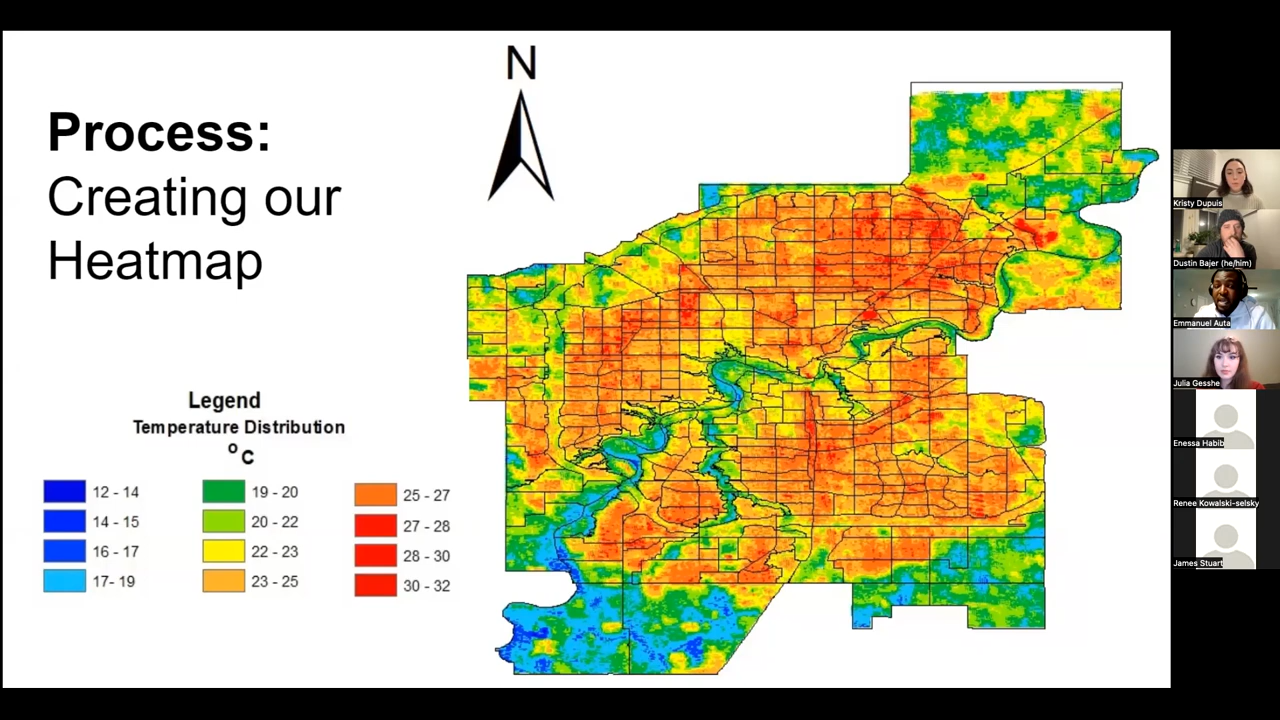 N
Process:
Creating our
Heatmap
Legend
Temperature Distribution
°C
12 - 14
14 - 15
16 - 17
17- 19
19 - 20
20 - 22
22 - 23
23 - 25
25 - 27
27 - 28
28 - 30
30 - 32
Kristy Dupuis
Dustin Bajer (he/him)
Emmanuel Auta
Julia Gesshe
Enessa Habib
Renee Kowalski-selsky
James Stuart